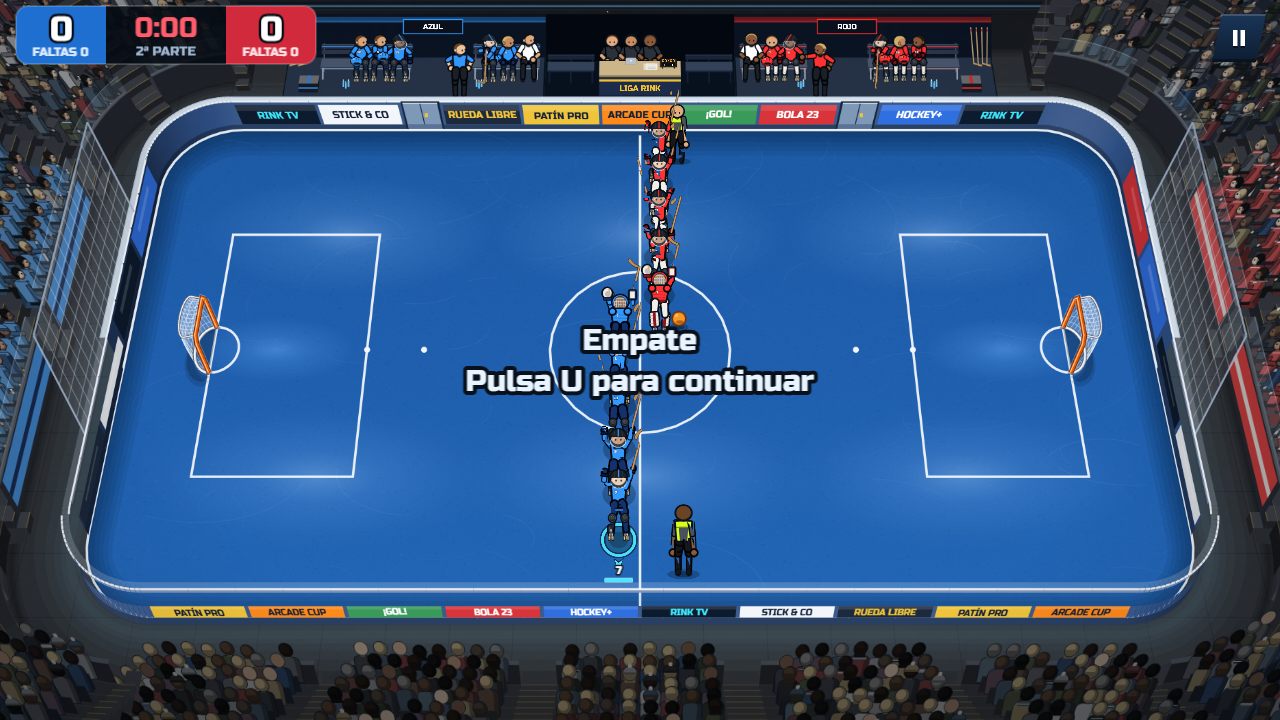 0
FALTAS 0
0:00
2ª PARTE
0
FALTAS 0
AZUL
ROJO
LIGA RINK
RINK TV
STICK & CO
RUEDA LIBRE
PATÍN PRO
ARCADE CUP
¡GOL!
BOLA 23
HOCKEY+
RINK TV
Empate
Pulsa U para continuar
7
PATÍN PRO
ARCADE CUP
¡GOL!
BOLA 23
HOCKEY+
RINK TV
STICK & CO
RUEDA LIBRE
PATÍN PRO
ARCADE CUP